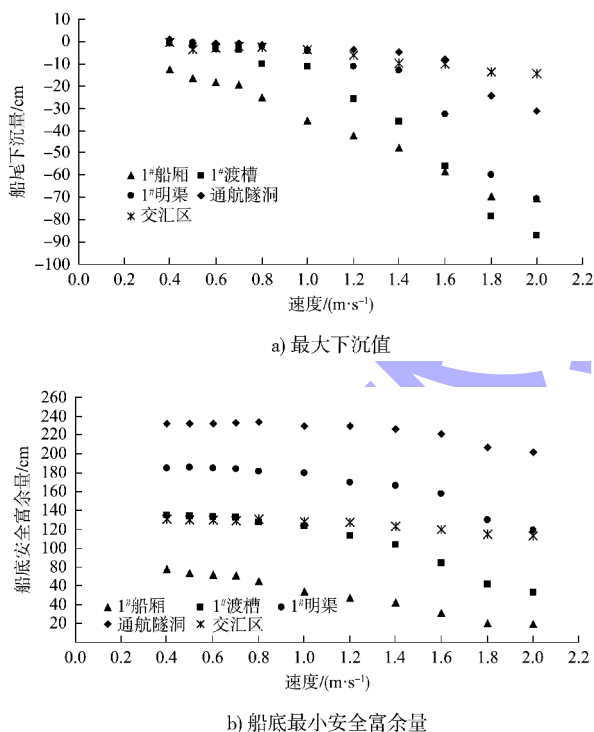 10
0
−10
−20
−30
−40
−50
−60
−70
−80
−90
−100
船尾下沉量/cm
▲ 1#船厢 ■ 1#渡槽
● 1#明渠 ◆ 通航隧洞
交汇区
0.0 0.2 0.4 0.6 0.8 1.0 1.2 1.4 1.6 1.8 2.0 2.2
速度/(m·s⁻¹)
a) 最大下沉值
260
240
220
200
180
160
140
120
100
80
60
40
20
船底安全富余量/cm
▲ 1#船厢 ■ 1#渡槽 ● 1#明渠
◆ 通航隧洞 交汇区
0.0 0.2 0.4 0.6 0.8 1.0 1.2 1.4 1.6 1.8 2.0 2.2
速度/(m·s⁻¹)
b) 船底最小安全富余量